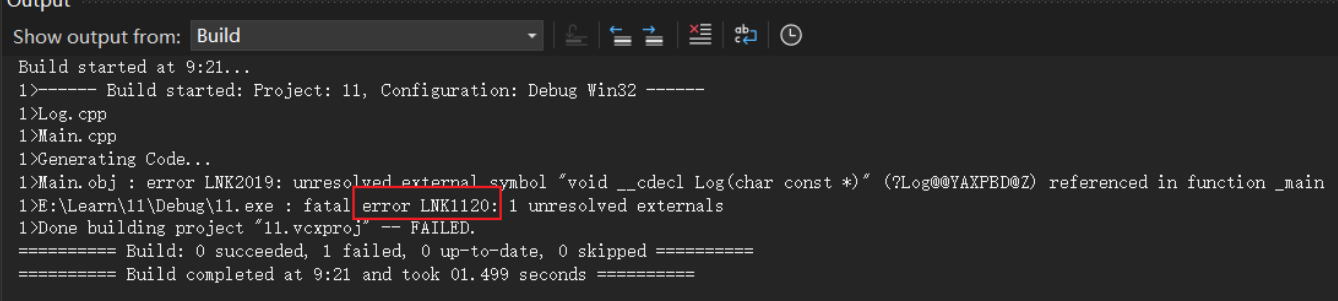 Output
Show output from: Build
Build started at 9:21...
1>------ Build started: Project: 11, Configuration: Debug Win32 ------
1>Log.cpp
1>Main.cpp
1>Generating Code...
1>Main.obj : error LNK2019: unresolved external symbol "void __cdecl Log(char const *)" (?Log@@YAXPBD@Z) referenced in function _main
1>E:\Learn\11\Debug\11.exe : fatal error LNK1120: 1 unresolved externals
1>Done building project "11.vcxproj" -- FAILED.
========== Build: 0 succeeded, 1 failed, 0 up-to-date, 0 skipped ==========
========== Build completed at 9:21 and took 01.499 seconds ==========